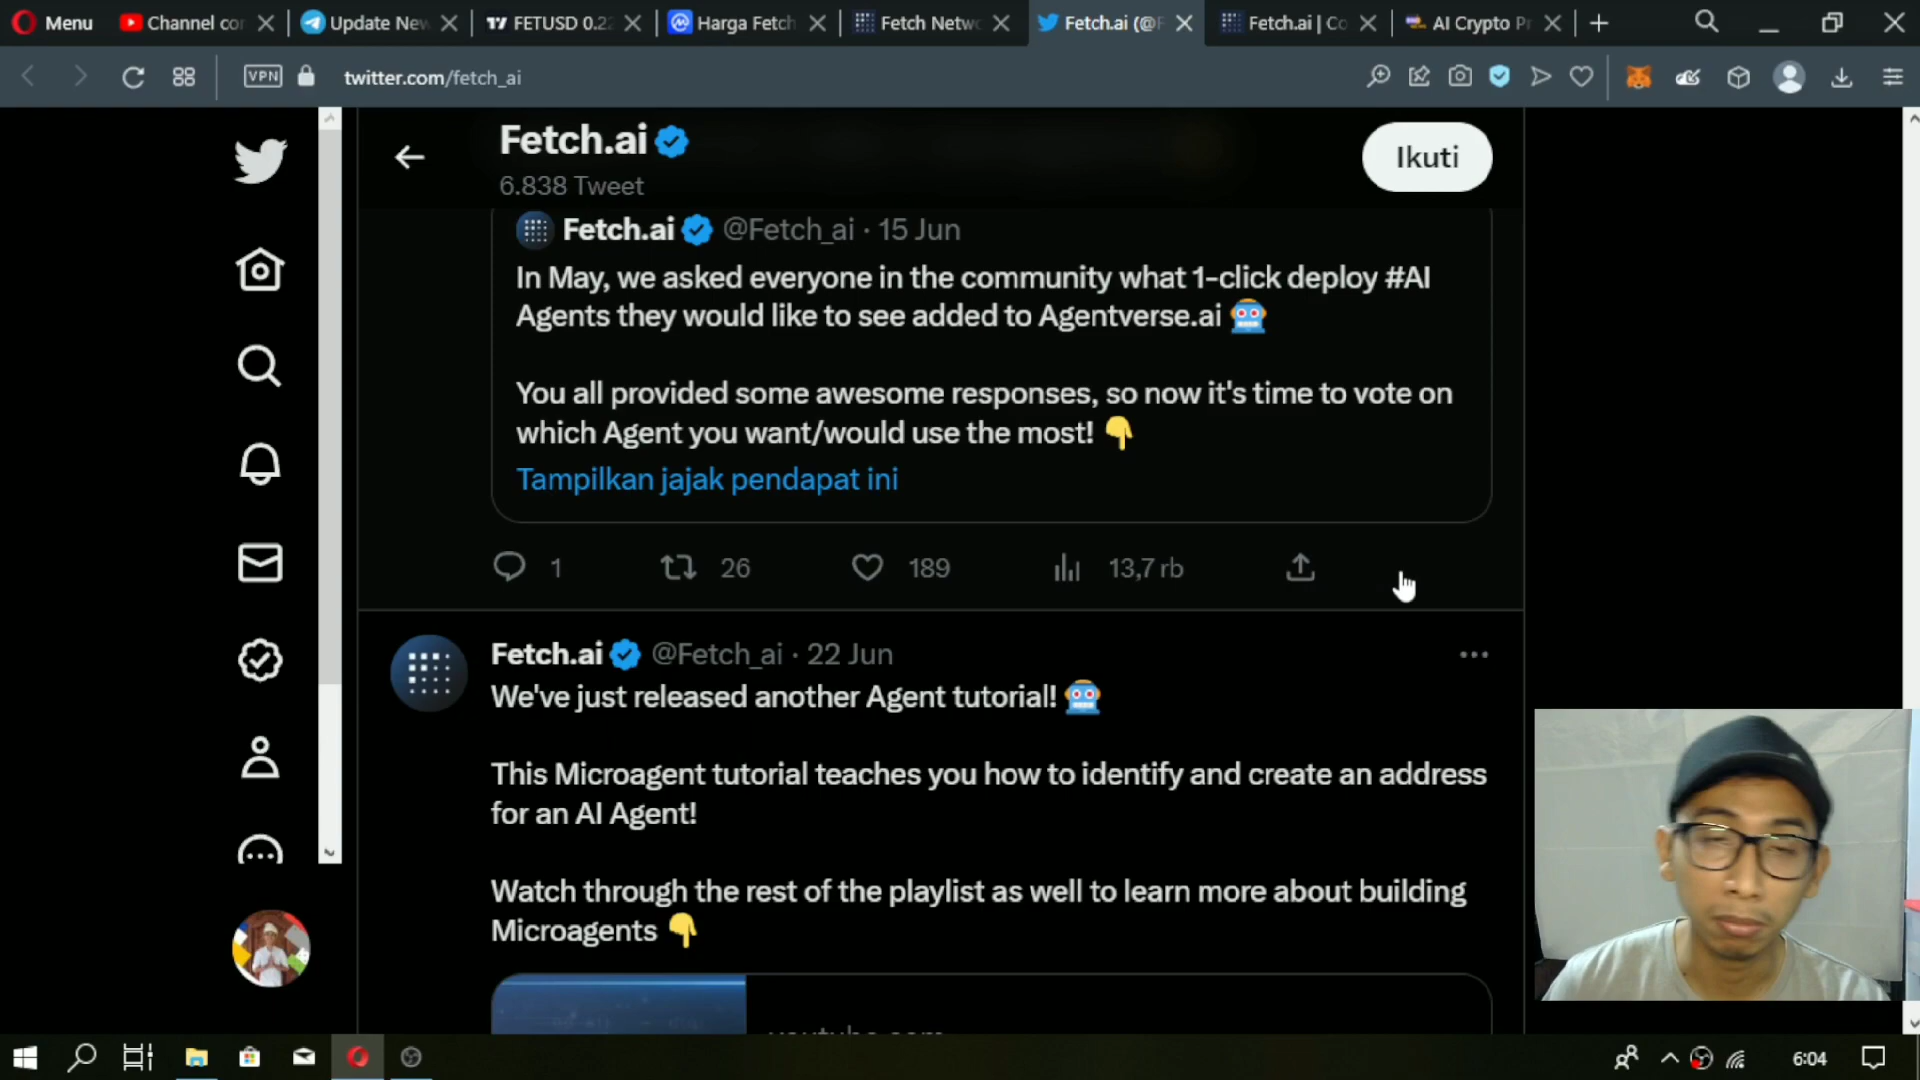 Menu
Channel cor
Update New
FETUSD 0.22
Harga Fetch
Fetch Netwo
Fetch.ai (@F
Fetch.ai | Co
AI Crypto Pr
VPN
twitter.com/fetch_ai
Fetch.ai
6.838 Tweet
Ikuti
Fetch.ai @Fetch_ai · 15 Jun
In May, we asked everyone in the community what 1-click deploy #AI
Agents they would like to see added to Agentverse.ai 🤖
You all provided some awesome responses, so now it's time to vote on
which Agent you want/would use the most! 👇
Tampilkan jajak pendapat ini
1
26
189
13,7 rb
Fetch.ai @Fetch_ai · 22 Jun
We've just released another Agent tutorial! 🤖
This Microagent tutorial teaches you how to identify and create an address
for an AI Agent!
Watch through the rest of the playlist as well to learn more about building
Microagents 👇
youtube.com
6:04